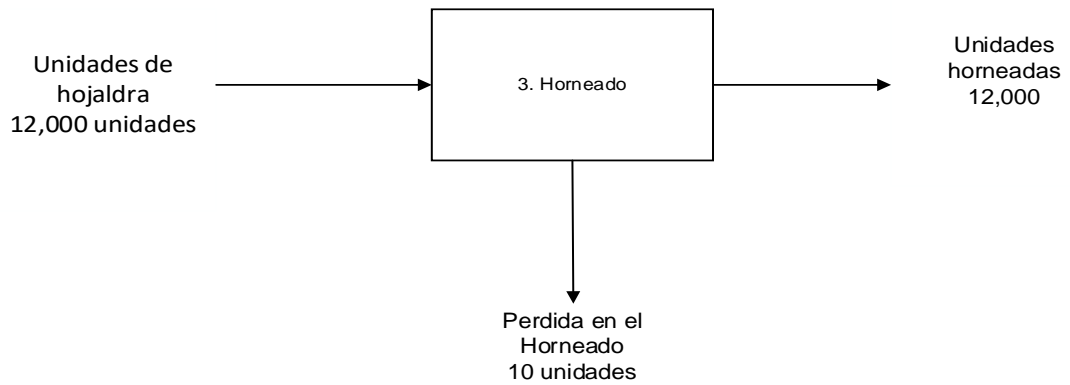 Unidades de
hojaldra
12,000 unidades
3. Horneado
Unidades
horneadas
12,000
Perdida en el
Horneado
10 unidades